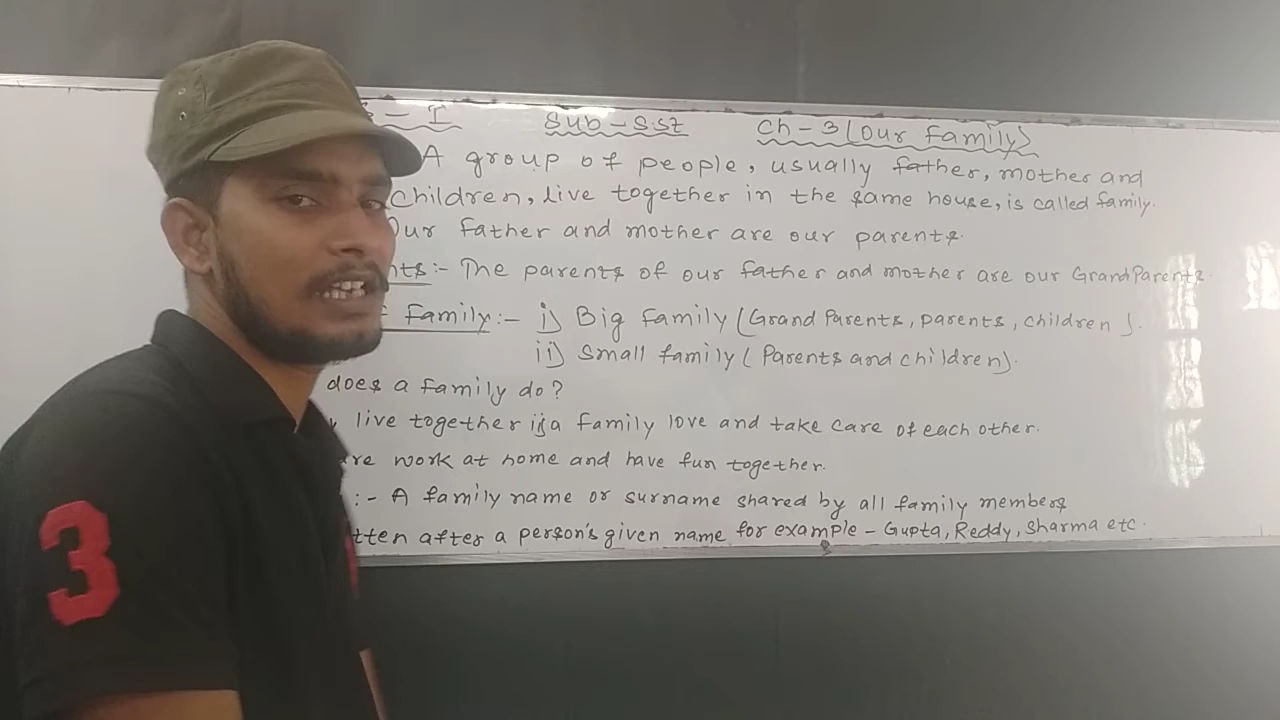 - I Sub - S.St Ch - 3 (Our Family)
A group of people, usually father, mother and
children, live together in the same house, is called family.
Our father and mother are our parents.
nts :- The parents of our father and mother are our GrandParents.
Family :- i) Big family (Grand Parents, parents, children).
ii) Small family (Parents and children).
does a family do?
live together is a family love and take care of each other.
re work at home and have fun together.
:- A family name or surname shared by all family members
tten after a person's given name for example - Gupta, Reddy, Sharma etc.
3